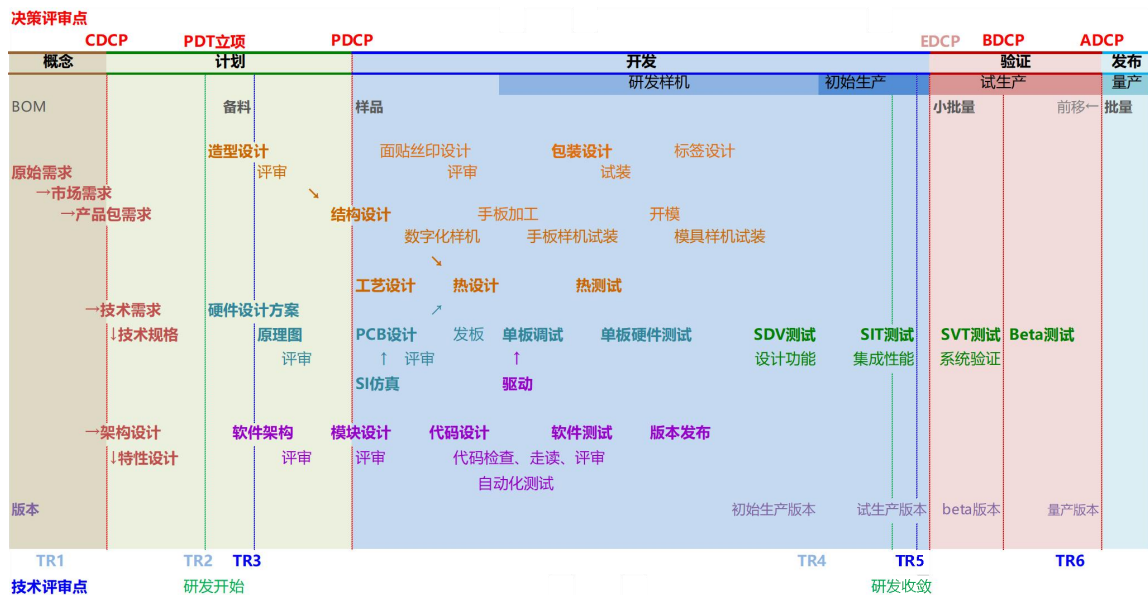 决策评审点
CDCP PDT立项 PDCP EDCP BDCP ADCP
概念 计划 开发 验证 发布
研发样机 初始生产 试生产 量产
BOM 备料 样品 小批量 前移← 批量
造型设计 面贴丝印设计 包装设计 标签设计
原始需求 评审 评审 试装
→市场需求 ↘
→产品包需求 结构设计 手板加工 开模
数字化样机 手板样机试装 模具样机试装
↘
工艺设计 热设计 热测试
→技术需求 硬件设计方案 ↗
↓技术规格 原理图 PCB设计 发板 单板调试 单板硬件测试 SDV测试 SIT测试 SVT测试 Beta测试
评审 ↑ 评审 ↑ 设计功能 集成性能 系统验证
SI仿真 驱动
→架构设计 软件架构 模块设计 代码设计 软件测试 版本发布
↓特性设计 评审 评审 代码检查、走读、评审
自动化测试
版本 初始生产版本 试生产版本 beta版本 量产版本
TR1 TR2 TR3 TR4 TR5 TR6
技术评审点 研发开始 研发收敛